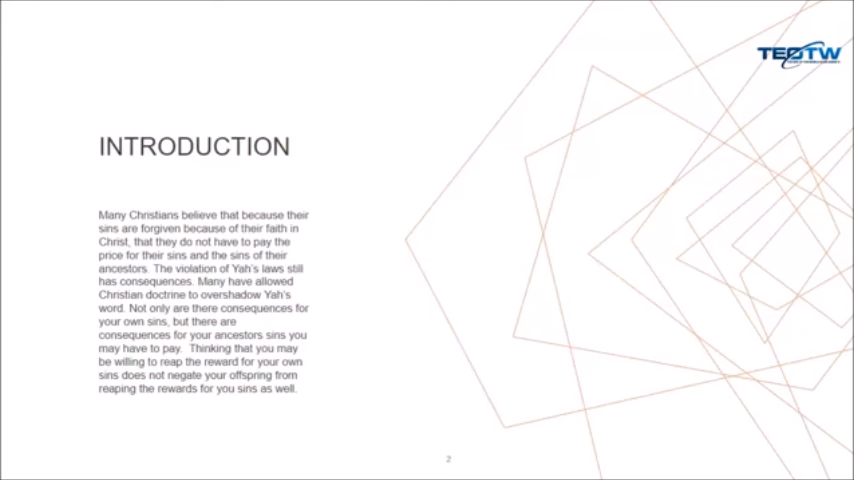 TEOTW
INTRODUCTION
Many Christians believe that because their
sins are forgiven because of their faith in
Christ, that they do not have to pay the
price for their sins and the sins of their
ancestors. The violation of Yah's laws still
has consequences. Many have allowed
Christian doctrine to overshadow Yah's
word. Not only are there consequences for
your own sins, but there are
consequences for your ancestors sins you
may have to pay.  Thinking that you may
be willing to reap the reward for your own
sins does not negate your offspring from
reaping the rewards for you sins as well.
2